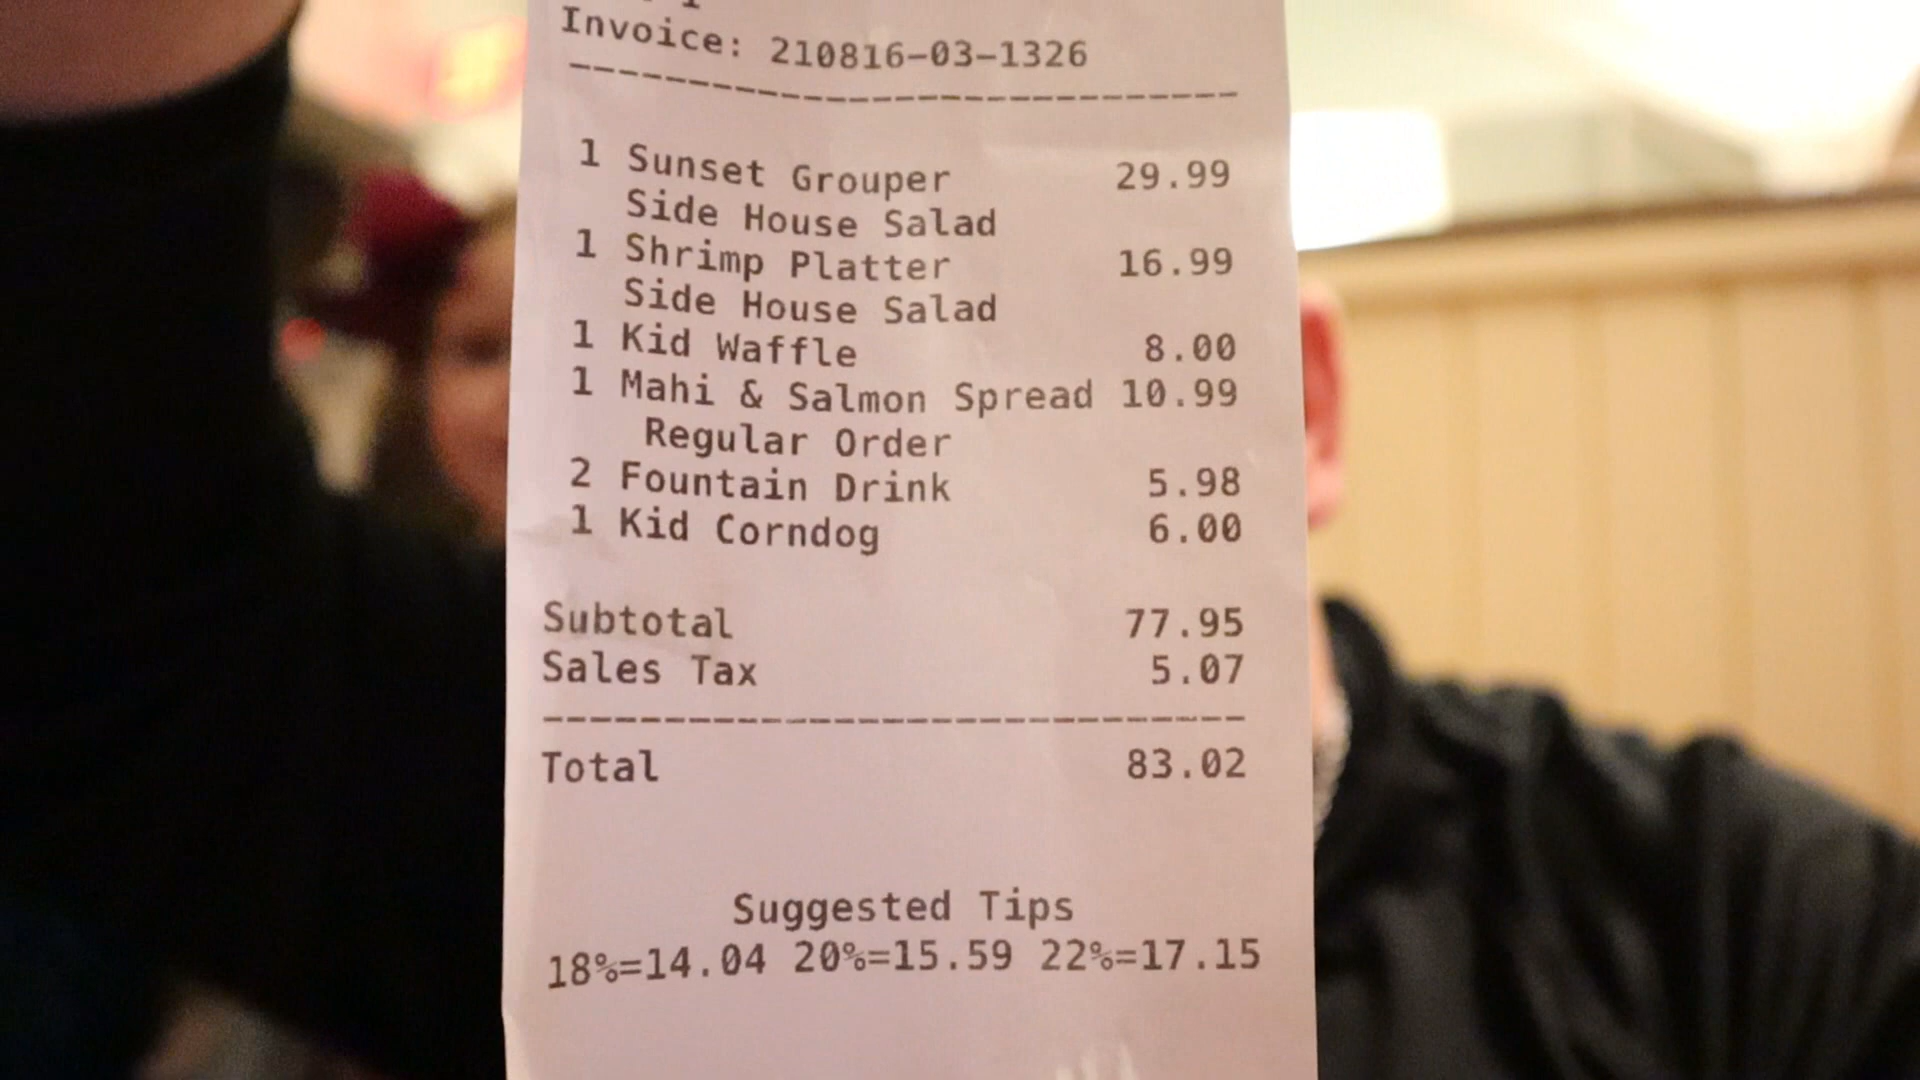 Invoice: 210816-03-1326
1 Sunset Grouper 29.99
Side House Salad
1 Shrimp Platter 16.99
Side House Salad
1 Kid Waffle 8.00
1 Mahi & Salmon Spread 10.99
Regular Order
2 Fountain Drink 5.98
1 Kid Corndog 6.00
Subtotal 77.95
Sales Tax 5.07
Total 83.02
Suggested Tips
18%=14.04 20%=15.59 22%=17.15